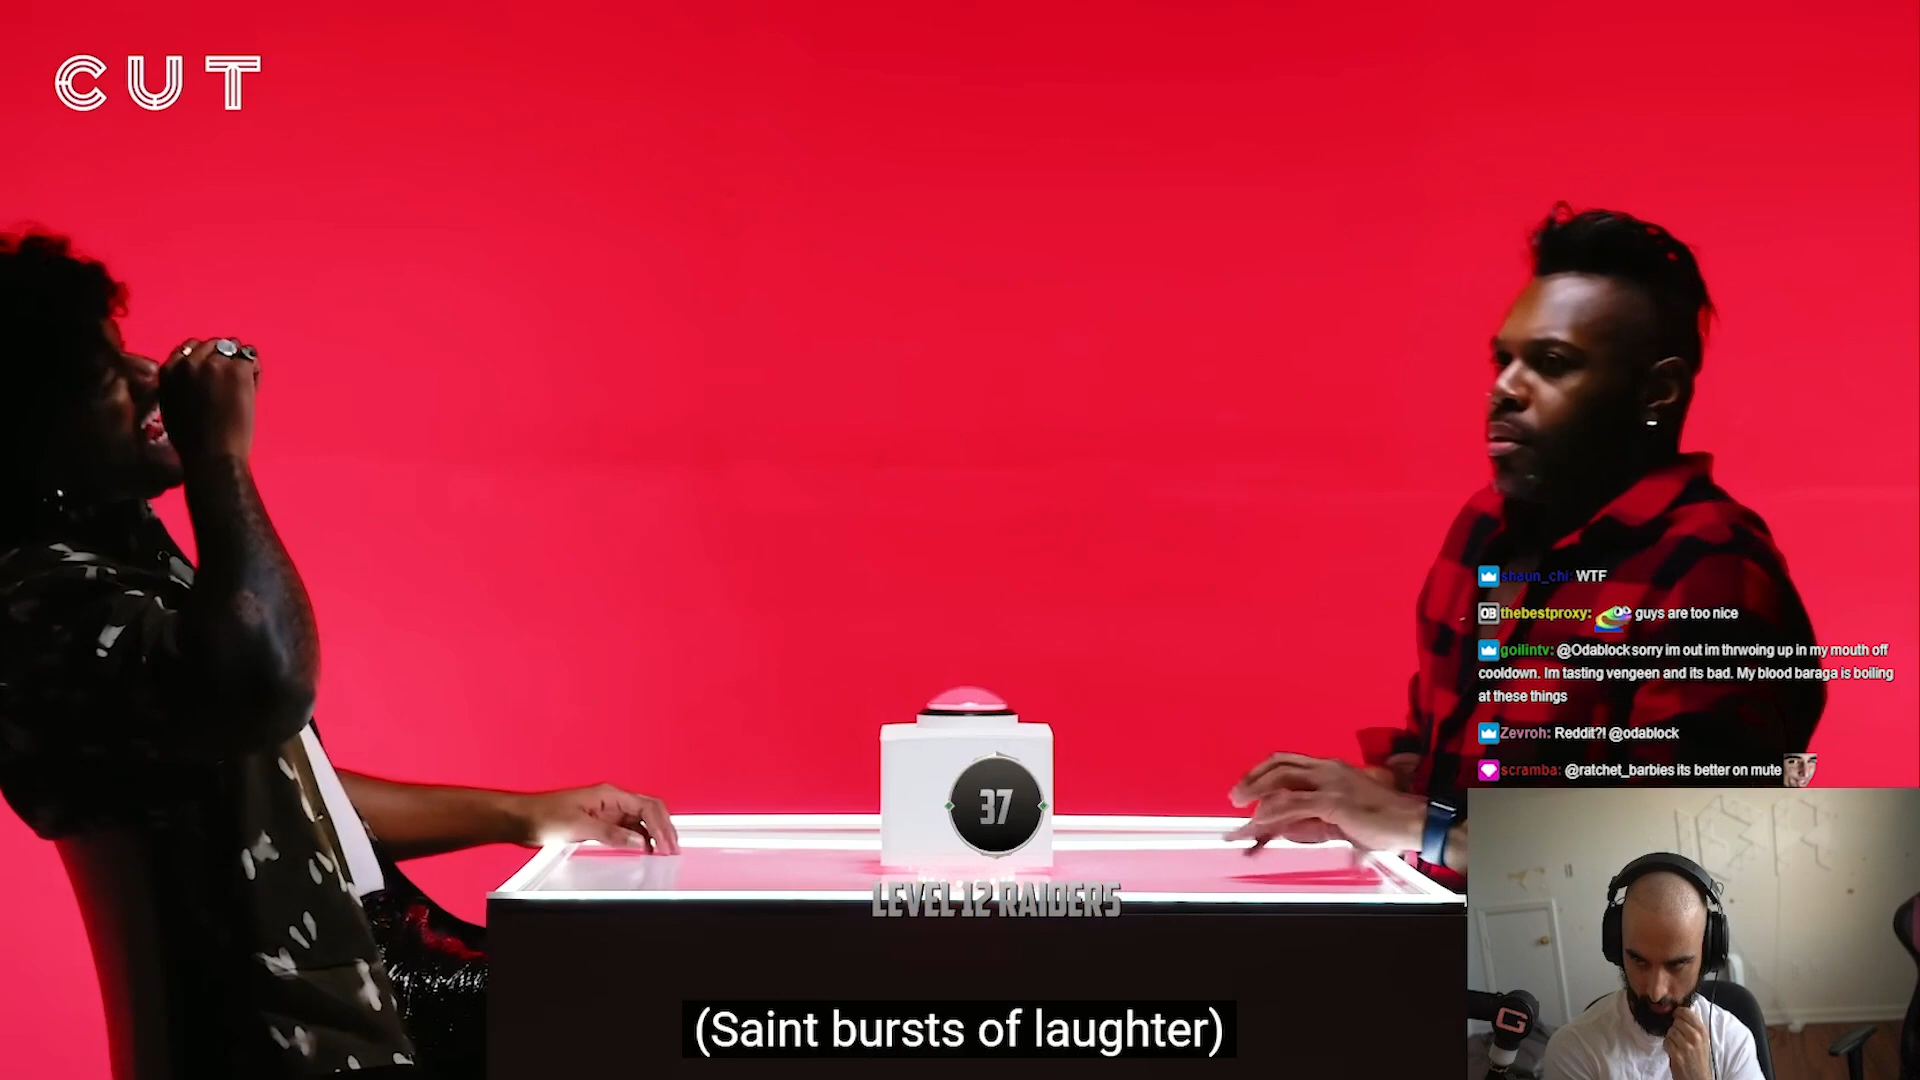 CUT
shaun_chi: WTF
OB thebestproxy: guys are too nice
goilintv: @Odablock sorry im out im thrwoing up in my mouth off
cooldown. Im tasting vengeen and its bad. My blood baraga is boiling
at these things
Zevroh: Reddit?! @odablock
scramba: @ratchet_barbies its better on mute
37
LEVEL 12 RAIDERS
(Saint bursts of laughter)
G